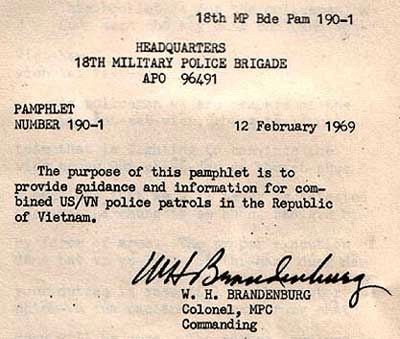 18th MP Bde Pam 190-1
HEADQUARTERS
18TH MILITARY POLICE BRIGADE
APO 96491
PAMPHLET
NUMBER 190-1 12 February 1969
The purpose of this pamphlet is to
provide guidance and information for com-
bined US/VN police patrols in the Republic
of Vietnam.
WH Brandenburg
W. H. BRANDENBURG
Colonel, MPC
Commanding